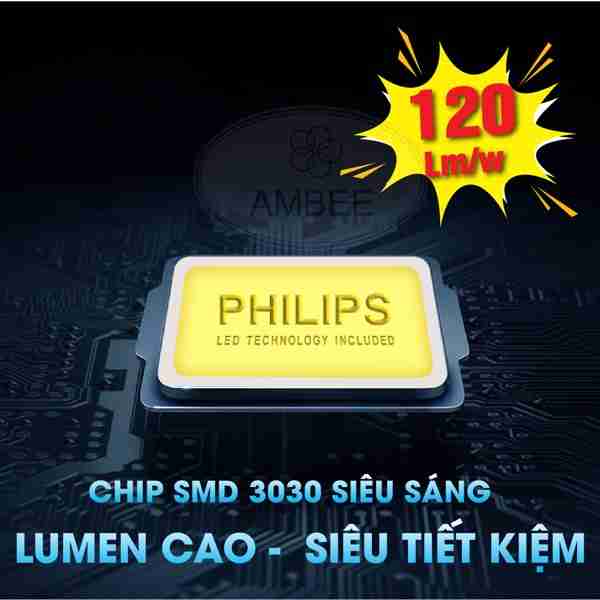 120
Lm/w
AMBEE
PHILIPS
LED TECHNOLOGY INCLUDED
CHIP SMD 3030 SIÊU SÁNG
LUMEN CAO - SIÊU TIẾT KIỆM